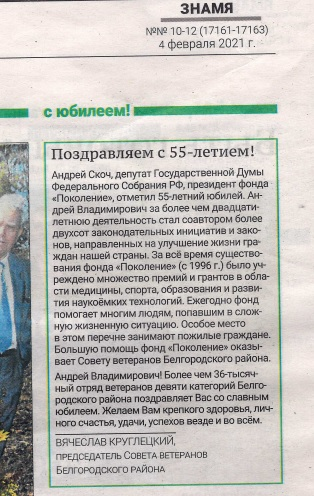 ЗНАМЯ
№№ 10-12 (17161-17163)
4 февраля 2021 г.
с юбилеем!
Поздравляем с 55-летием!
Андрей Скоч, депутат Государственной Думы
Федерального Собрания РФ, президент фонда
«Поколение», отметил 55-летний юбилей. Ан-
дрей Владимирович за более чем двадцати-
летнюю деятельность стал соавтором более
двухсот законодательных инициатив и зако-
нов, направленных на улучшение жизни граж-
дан нашей страны. За всё время существо-
вания фонда «Поколение» (с 1996 г.) было уч-
реждено множество премий и грантов в обла-
сти медицины, спорта, образования и разви-
тия наукоёмких технологий. Ежегодно фонд
помогает многим людям, попавшим в слож-
ную жизненную ситуацию. Особое место
в этом перечне занимают пожилые граждане.
Большую помощь фонд «Поколение» оказы-
вает Совету ветеранов Белгородского района.
Андрей Владимирович! Более чем 36-тысяч-
ный отряд ветеранов девяти категорий Белго-
родского района поздравляет Вас со славным
юбилеем. Желаем Вам крепкого здоровья, лич-
ного счастья, удачи, успехов везде и во всём.
ВЯЧЕСЛАВ КРУГЛЕЦКИЙ,
ПРЕДСЕДАТЕЛЬ СОВЕТА ВЕТЕРАНОВ
БЕЛГОРОДСКОГО РАЙОНА